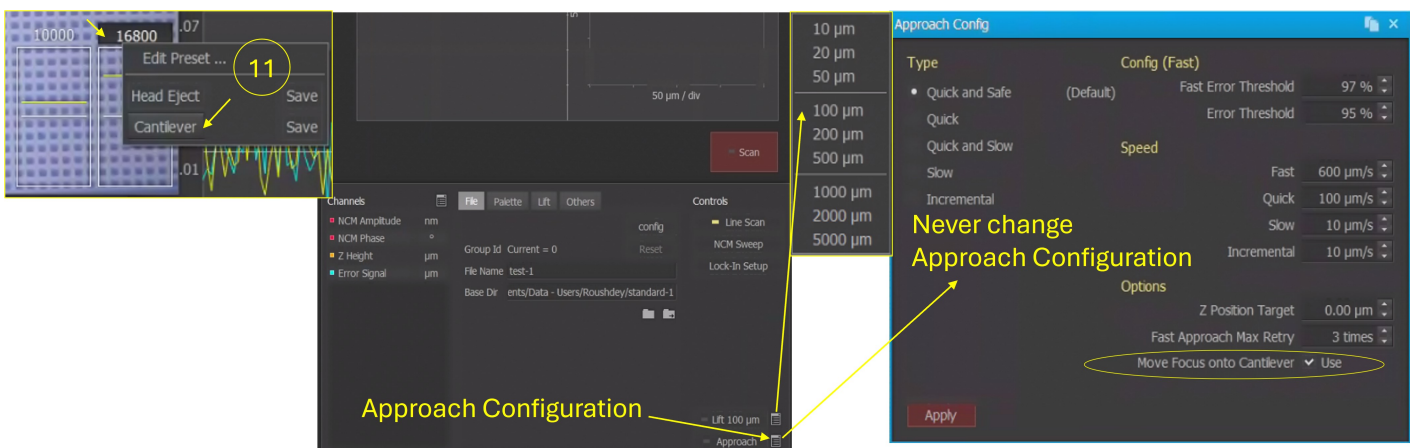 10000
16800
.07
Edit Preset ...
11
Head Eject
Save
Cantilever
Save
.01
50 µm / div
Scan
Channels
File
Palette
Lift
Others
Controls
NCM Amplitude
nm
NCM Phase
°
Z Height
µm
Error Signal
µm
config
Group Id
Current = 0
Reset
File Name
test-1
Base Dir
ents/Data - Users/Roushdey/standard-1
Line Scan
NCM Sweep
Lock-In Setup
Approach Configuration
Lift 100 µm
Approach
10 µm
20 µm
50 µm
100 µm
200 µm
500 µm
1000 µm
2000 µm
5000 µm
Approach Config
Type
Quick and Safe
(Default)
Quick
Quick and Slow
Slow
Incremental
Config (Fast)
Fast Error Threshold
97 %
Error Threshold
95 %
Speed
Fast
600 µm/s
Quick
100 µm/s
Slow
10 µm/s
Incremental
10 µm/s
Never change
Approach Configuration
Options
Z Position Target
0.00 µm
Fast Approach Max Retry
3 times
Move Focus onto Cantilever
Use
Apply